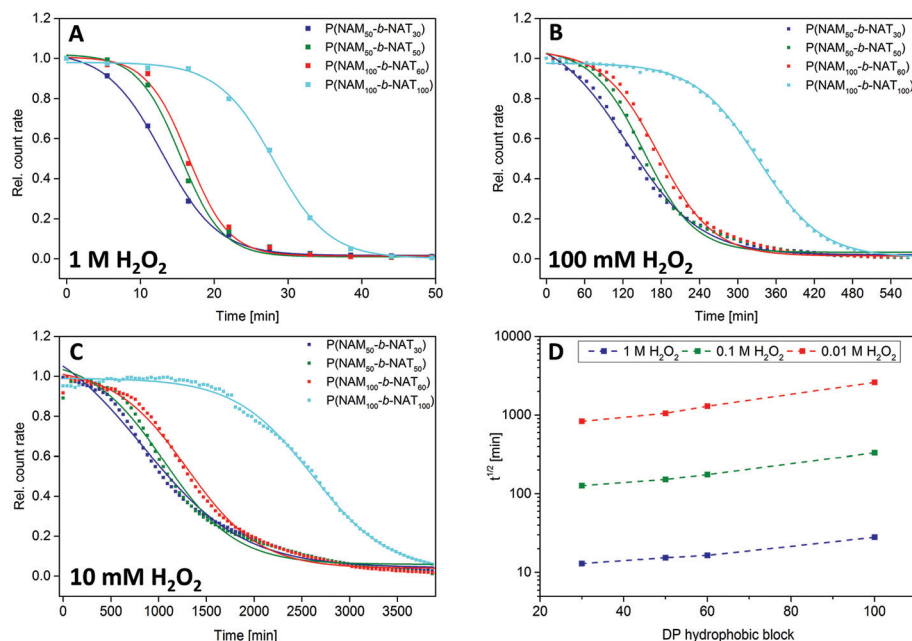 A
P(NAM50-b-NAT30)
P(NAM50-b-NAT50)
P(NAM100-b-NAT60)
P(NAM100-b-NAT100)
1.2
1.0
0.8
0.6
0.4
0.2
0.0
Rel. count rate
1 M H2O2
0 10 20 30 40 50
Time [min]
B
P(NAM50-b-NAT30)
P(NAM50-b-NAT50)
P(NAM100-b-NAT60)
P(NAM100-b-NAT100)
1.2
1.0
0.8
0.6
0.4
0.2
0.0
Rel. count rate
100 mM H2O2
0 60 120 180 240 300 360 420 480 540
Time [min]
C
P(NAM50-b-NAT30)
P(NAM50-b-NAT50)
P(NAM100-b-NAT60)
P(NAM100-b-NAT100)
1.2
1.0
0.8
0.6
0.4
0.2
0.0
Rel. count rate
10 mM H2O2
0 500 1000 1500 2000 2500 3000 3500
Time [min]
D
1 M H2O2 0.1 M H2O2 0.01 M H2O2
10000
1000
100
10
t1/2 [min]
20 40 60 80 100
DP hydrophobic block